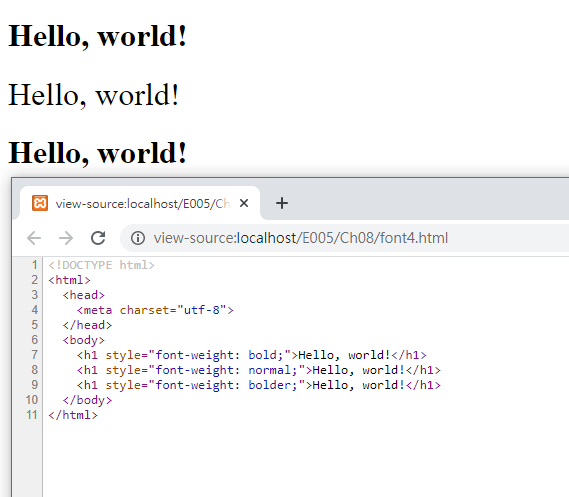 Hello, world!
Hello, world!
Hello, world!
view-source:localhost/E005/Ch
view-source:localhost/E005/Ch08/font4.html
1 <!DOCTYPE html>
2 <html>
3   <head>
4     <meta charset="utf-8">
5   </head>
6   <body>
7     <h1 style="font-weight: bold;">Hello, world!</h1>
8     <h1 style="font-weight: normal;">Hello, world!</h1>
9     <h1 style="font-weight: bolder;">Hello, world!</h1>
10   </body>
11 </html>